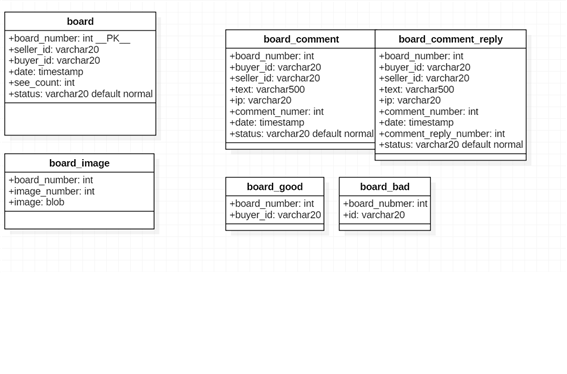 board
+board_number: int __PK__
+seller_id: varchar20
+buyer_id: varchar20
+date: timestamp
+see_count: int
+status: varchar20 default normal
board_image
+board_number: int
+image_number: int
+image: blob
board_comment
+board_number: int
+buyer_id: varchar20
+seller_id: varchar20
+text: varchar500
+ip: varchar20
+comment_numer: int
+date: timestamp
+status: varchar20 default normal
board_comment_reply
+board_number: int
+buyer_id: varchar20
+seller_id: varchar20
+text: varchar500
+ip: varchar20
+comment_number: int
+date: timestamp
+comment_reply_number: int
+status: varchar20 default normal
board_good
+board_number: int
+buyer_id: varchar20
board_bad
+board_nubmer: int
+id: varchar20